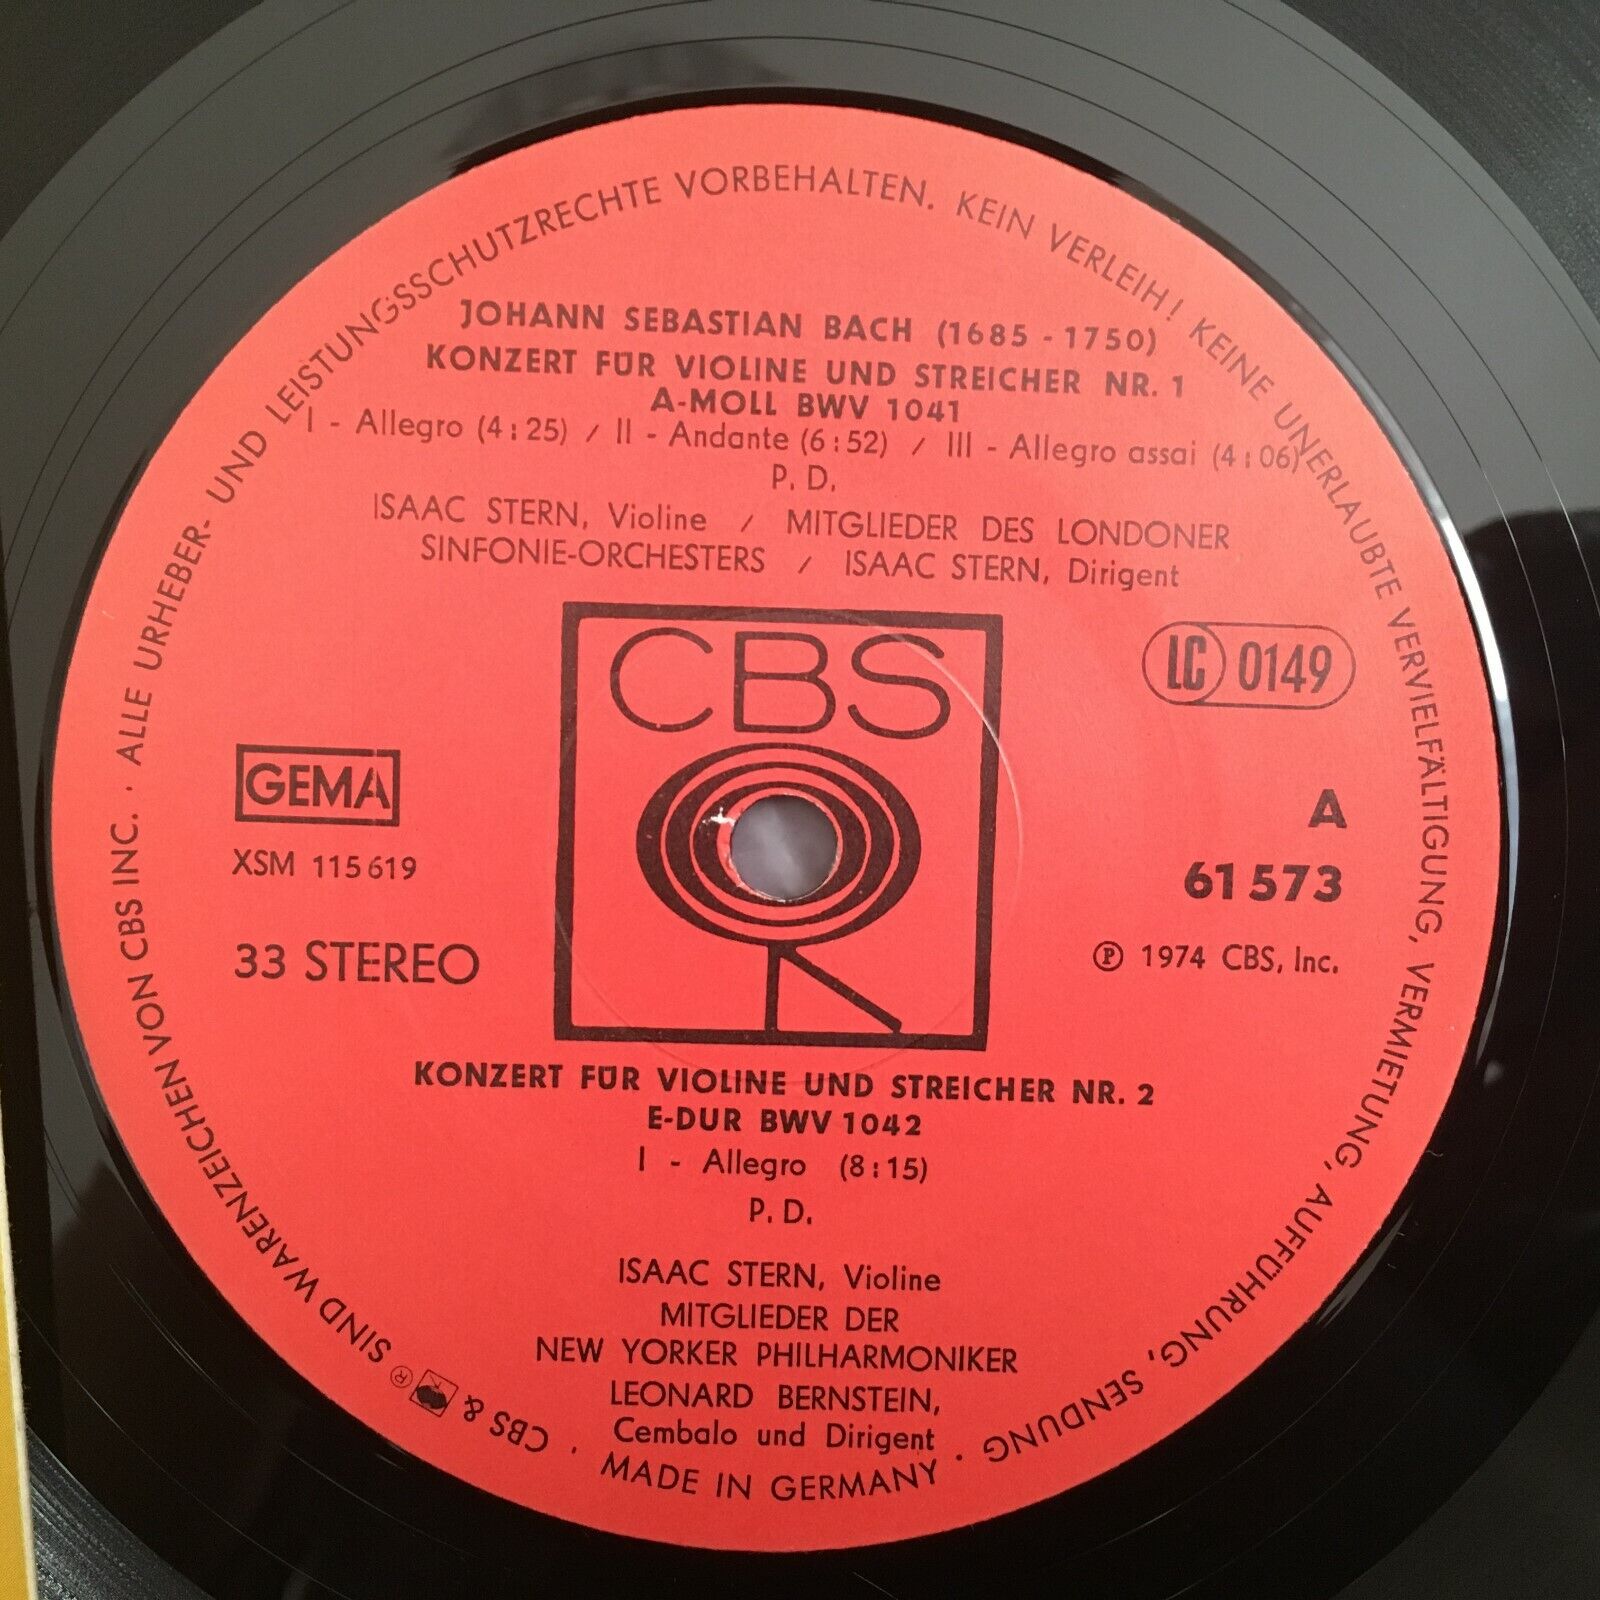 ALLE URHEBER- UND LEISTUNGSSCHUTZRECHTE VORBEHALTEN. KEIN VERLEIH! KEINE UNERLAUBTE VERVIELFÄLTIGUNG, VERMIETUNG, AUFFÜHRUNG, SENDUNG.
JOHANN SEBASTIAN BACH (1685 - 1750)
KONZERT FÜR VIOLINE UND STREICHER NR. 1
A-MOLL BWV 1041
I - Allegro (4:25) / II - Andante (6:52) / III - Allegro assai (4:06)
P. D.
ISAAC STERN, Violine / MITGLIEDER DES LONDONER
SINFONIE-ORCHESTERS / ISAAC STERN, Dirigent
CBS
LC 0149
GEMA
XSM 115619
33 STEREO
A
61573
℗ 1974 CBS, Inc.
KONZERT FÜR VIOLINE UND STREICHER NR. 2
E-DUR BWV 1042
I - Allegro (8:15)
P. D.
ISAAC STERN, Violine
MITGLIEDER DER
NEW YORKER PHILHARMONIKER
LEONARD BERNSTEIN,
Cembalo und Dirigent
MADE IN GERMANY ·
· CBS & ® SIND WARENZEICHEN VON CBS INC. ·